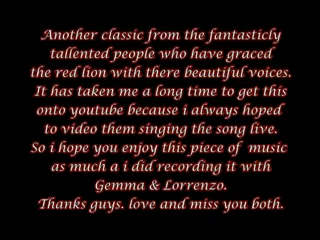 Another classic from the fantasticly
tallented people who have graced
the red lion with there beautiful voices.
It has taken me a long time to get this
onto youtube because i always hoped
to video them singing the song live.
So i hope you enjoy this piece of music
as much a i did recording it with
Gemma & Lorrenzo.
Thanks guys. love and miss you both.